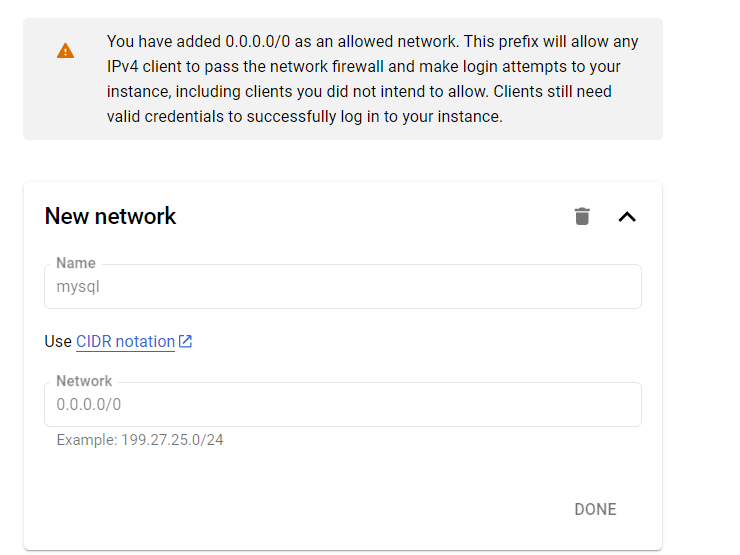 You have added 0.0.0.0/0 as an allowed network. This prefix will allow any
IPv4 client to pass the network firewall and make login attempts to your
instance, including clients you did not intend to allow. Clients still need
valid credentials to successfully log in to your instance.
New network
Name
mysql
Use CIDR notation
Network
0.0.0.0/0
Example: 199.27.25.0/24
DONE